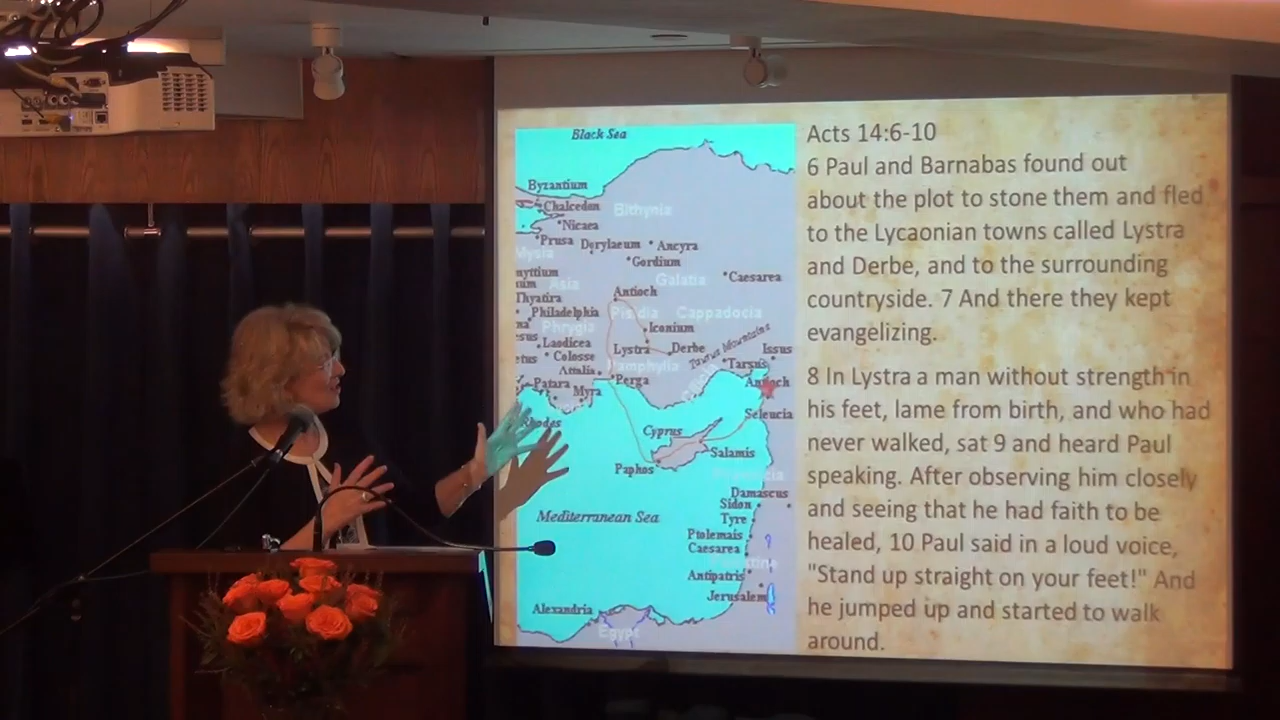 Black Sea
Byzantium
Chalcedon
Bithynia
Nicaea
Prusa
Dorylaeum
Ancyra
Mysia
Gordium
Asia
Galatia
Caesarea
Thyatira
Antioch
Philadelphia
Pisidia
Cappadocia
Phrygia
Iconium
Laodicea
Lystra
Derbe
Taurus Mountains
Issus
Colosse
Tarsus
Attalia
Pamphylia
Perga
Antioch
Patara
Myra
Rhodes
Seleucia
Cyprus
Salamis
Paphos
Damascus
Sidon
Mediterranean Sea
Tyre
Ptolemais
Caesarea
Antipatris
Jerusalem
Alexandria
Egypt
Acts 14:6-10
6 Paul and Barnabas found out
about the plot to stone them and fled
to the Lycaonian towns called Lystra
and Derbe, and to the surrounding
countryside. 7 And there they kept
evangelizing.
8 In Lystra a man without strength in
his feet, lame from birth, and who had
never walked, sat 9 and heard Paul
speaking. After observing him closely
and seeing that he had faith to be
healed, 10 Paul said in a loud voice,
"Stand up straight on your feet!" And
he jumped up and started to walk
around.